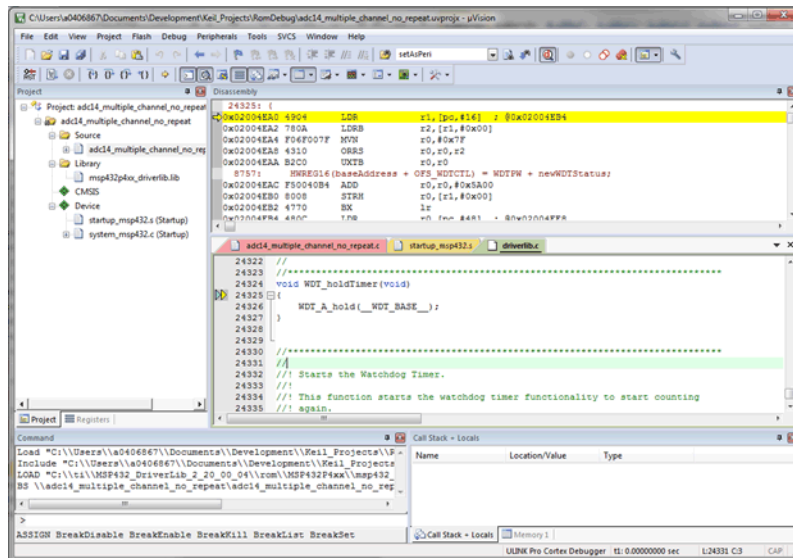 C:\Users\a0406867\Documents\Development\Keil_Projects\RomDebug\adc14_multiple_channel_no_repeat.uvprojx - µVision
File Edit View Project Flash Debug Peripherals Tools SVCS Window Help
setAsPeri
Project
Project: adc14_multiple_channel_no_repeat
adc14_multiple_channel_no_repeat
Source
adc14_multiple_channel_no_rep
Library
msp432p4xx_driverlib.lib
CMSIS
Device
startup_msp432.s (Startup)
system_msp432.c (Startup)
Project Registers
Disassembly
24325: {
0x02004EA0 4904 LDR r1,[pc,#16] ; @0x02004EB4
0x02004EA2 780A LDRB r2,[r1,#0x00]
0x02004EA4 F06F007F MVN r0,#0x7F
0x02004EA8 4310 ORRS r0,r0,r2
0x02004EAA B2C0 UXTB r0,r0
8757: HWREG16(baseAddress + OFS_WDTCTL) = WDTPW + newWDTStatus;
0x02004EAC F50040B4 ADD r0,r0,#0x5A00
0x02004EB0 8008 STRH r0,[r1,#0x00]
0x02004EB2 4770 BX lr
0x02004EB4 480C LDR r0,[pc,#48] ; @0x02004EE8
adc14_multiple_channel_no_repeat.c startup_msp432.s driverlib.c
24322 //
24323 //*****************************************************************************
24324 void WDT_holdTimer(void)
24325 {
24326 WDT_A_hold(__WDT_BASE__);
24327 }
24328
24329
24330 //*****************************************************************************
24331 //
24332 //! Starts the Watchdog Timer.
24333 //!
24334 //! This function starts the watchdog timer functionality to start counting
24335 //! again.
Command
Load "C:\\Users\\a0406867\\Documents\\Development\\Keil_Projects\\R
Include "C:\\Users\\a0406867\\Documents\\Development\\Keil_Projects
LOAD "C:\\ti\\MSP432_DriverLib_2_20_00_04\\rom\\MSP432P4xx\\msp432_
BS \\adc14_multiple_channel_no_repeat\adc14_multiple_channel_no_rep
>
ASSIGN BreakDisable BreakEnable BreakKill BreakList BreakSet
Call Stack + Locals
Name Location/Value Type
Call Stack + Locals Memory 1
ULINK Pro Cortex Debugger t1: 0.00000000 sec L:24331 C:3 CAP